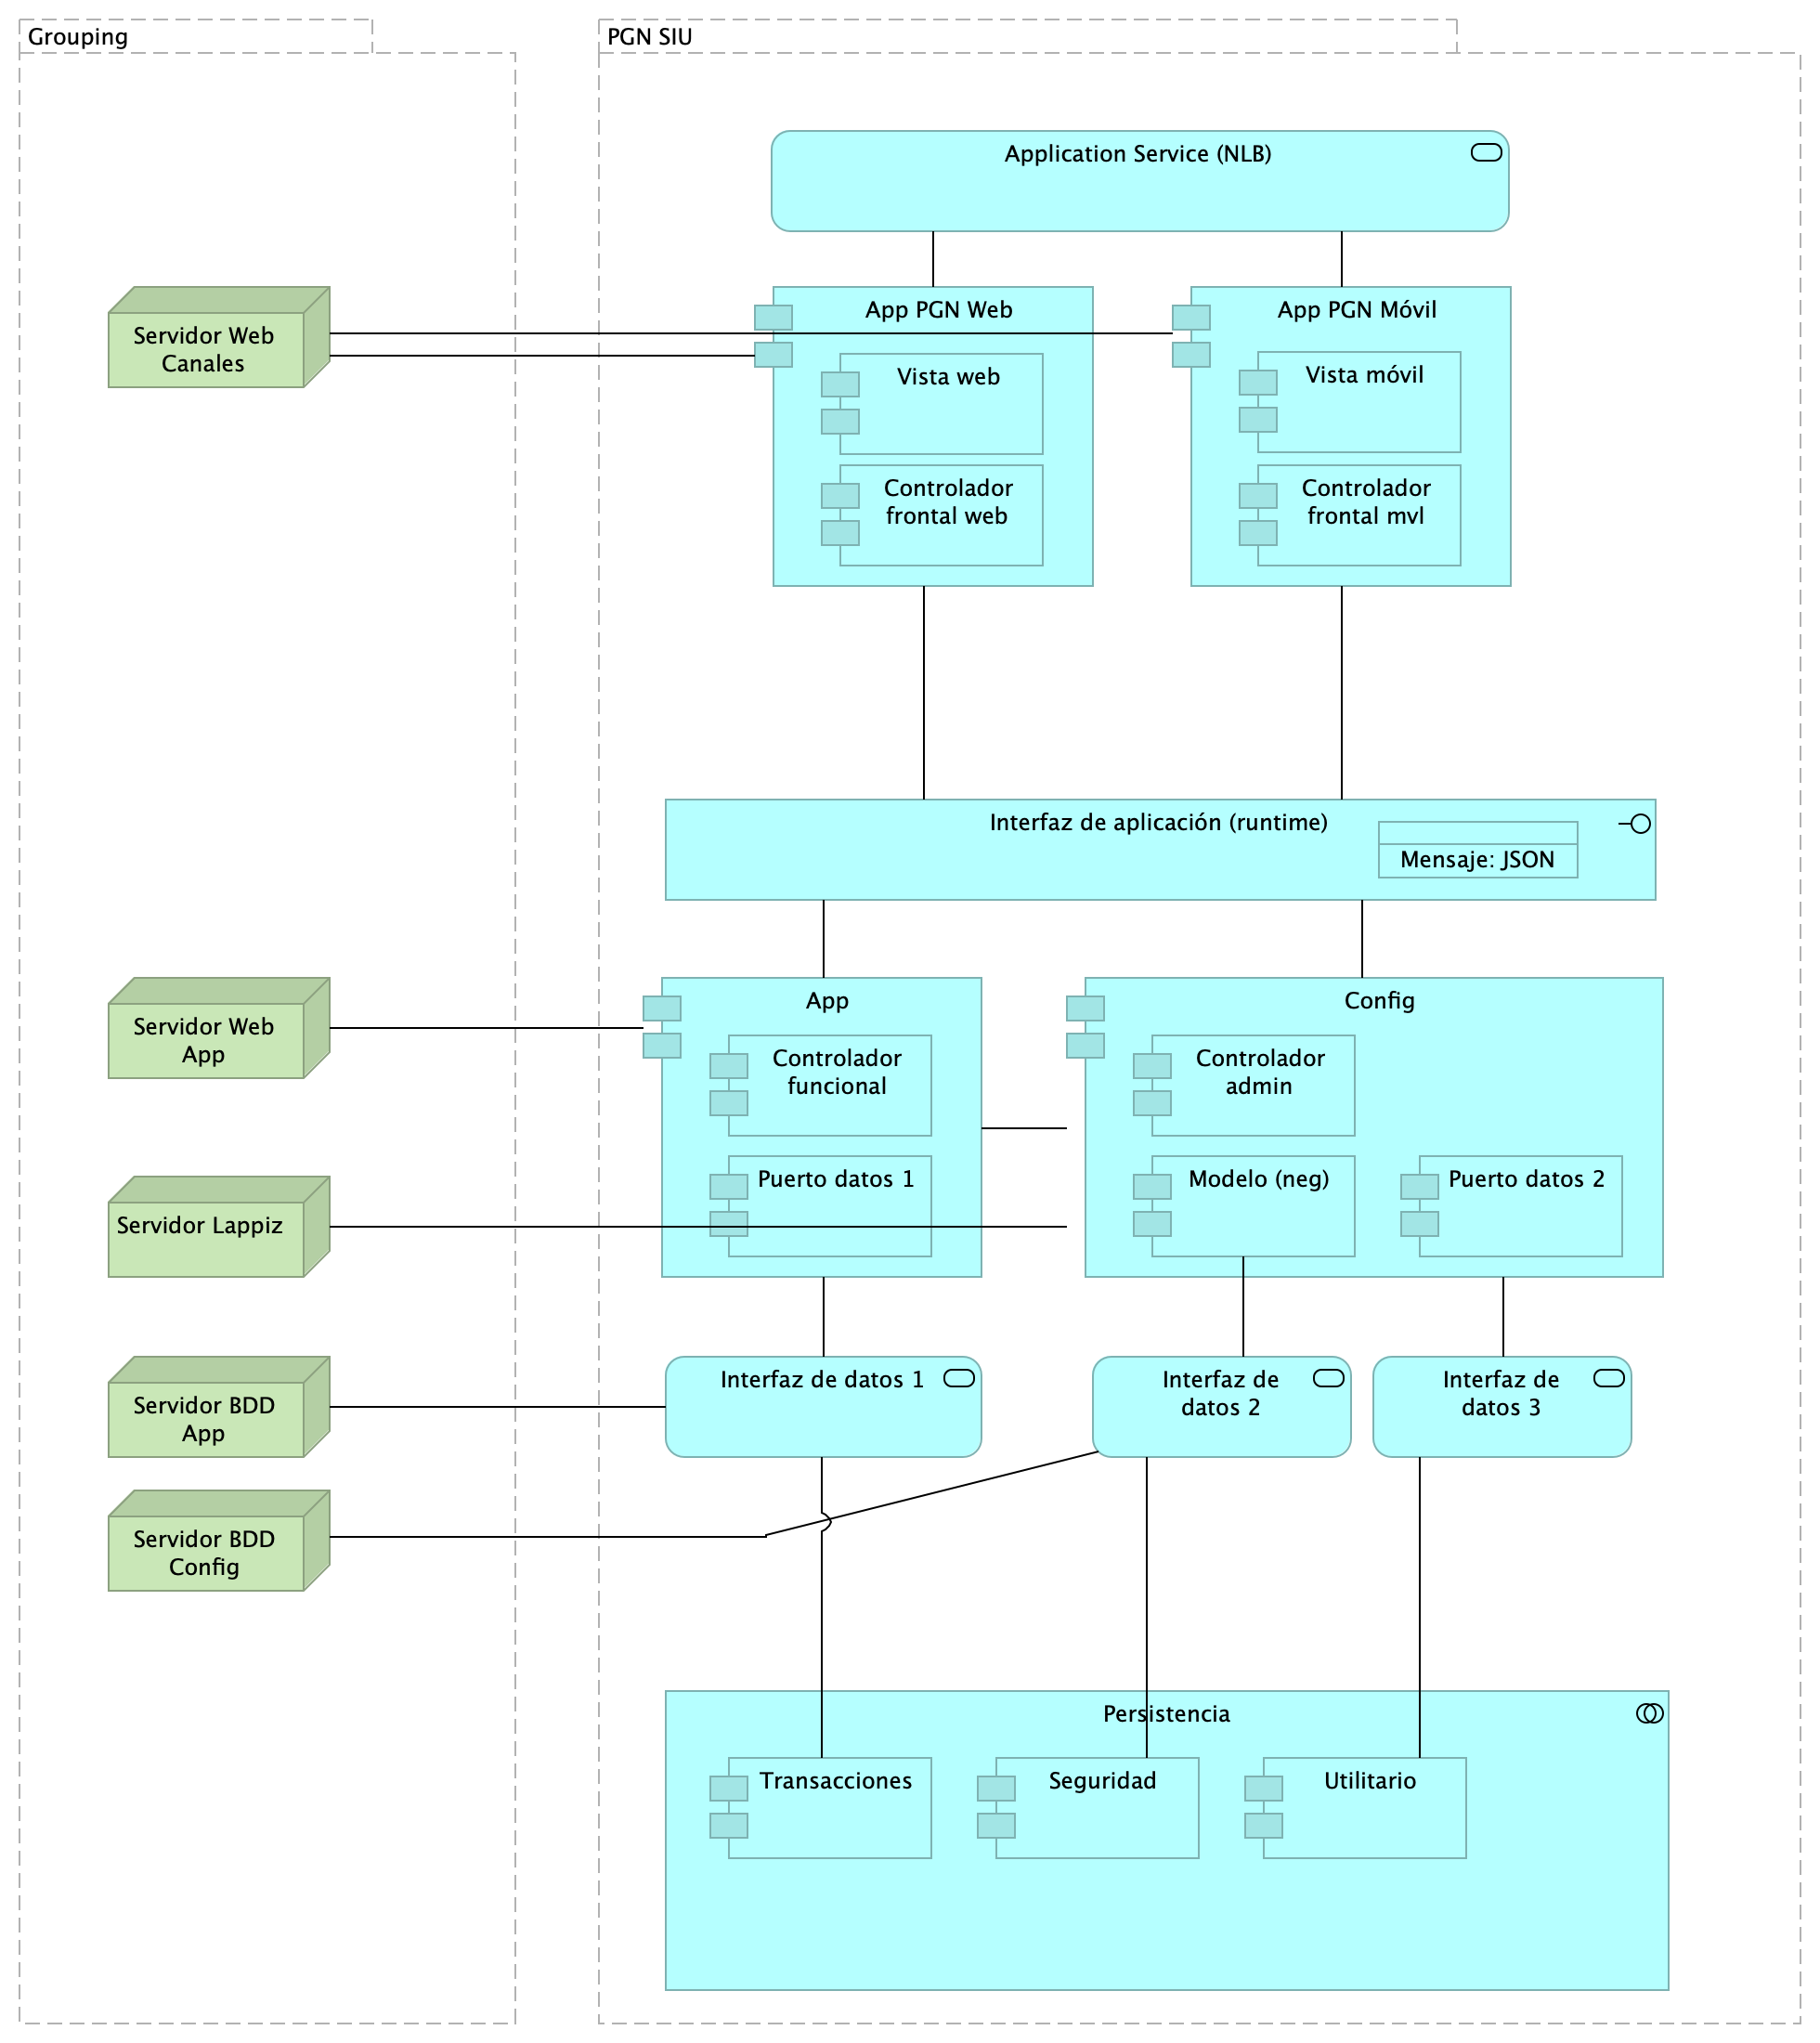 Grouping
PGN SIU
Application Service (NLB)
Servidor Web
Canales
App PGN Web
App PGN Móvil
Vista web
Vista móvil
Controlador
frontal web
Controlador
frontal mvl
Interfaz de aplicación (runtime)
Mensaje: JSON
Servidor Web
App
App
Config
Controlador
funcional
Controlador
admin
Servidor Lappiz
Puerto datos 1
Modelo (neg)
Puerto datos 2
Servidor BDD
App
Interfaz de datos 1
Interfaz de
datos 2
Interfaz de
datos 3
Servidor BDD
Config
Persistencia
Transacciones
Seguridad
Utilitario